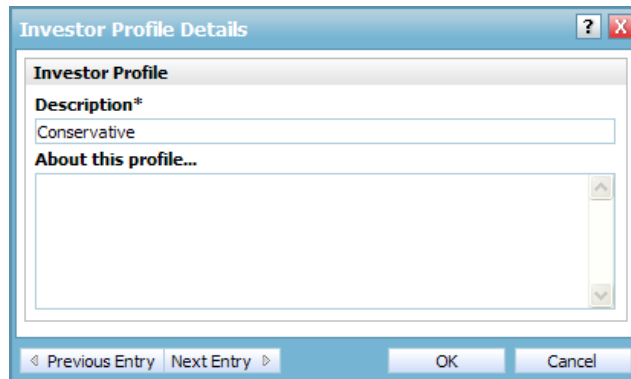 Investor Profile Details ? X
Investor Profile
Description*
Conservative
About this profile...
Previous Entry Next Entry OK Cancel